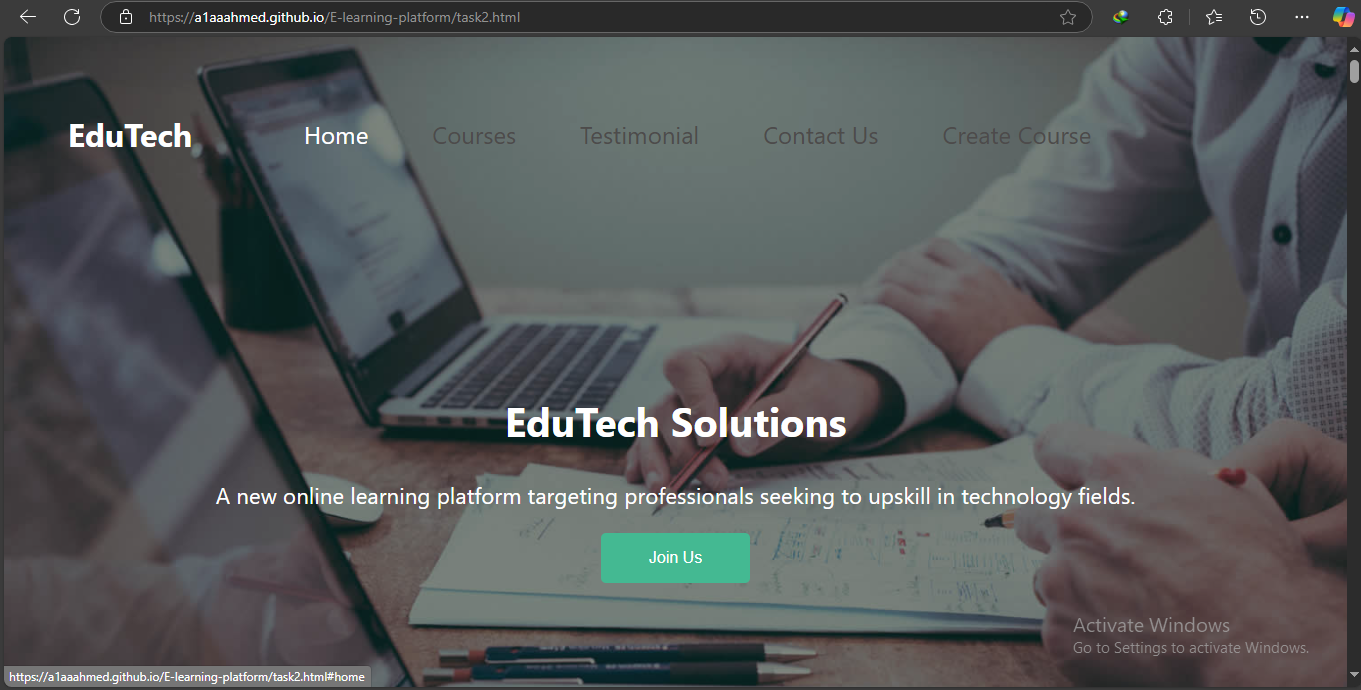 https://a1aaahmed.github.io/E-learning-platform/task2.html
EduTech Home Courses Testimonial Contact Us Create Course
EduTech Solutions
A new online learning platform targeting professionals seeking to upskill in technology fields.
Join Us
Activate Windows
Go to Settings to activate Windows.
https://a1aaahmed.github.io/E-learning-platform/task2.html#home